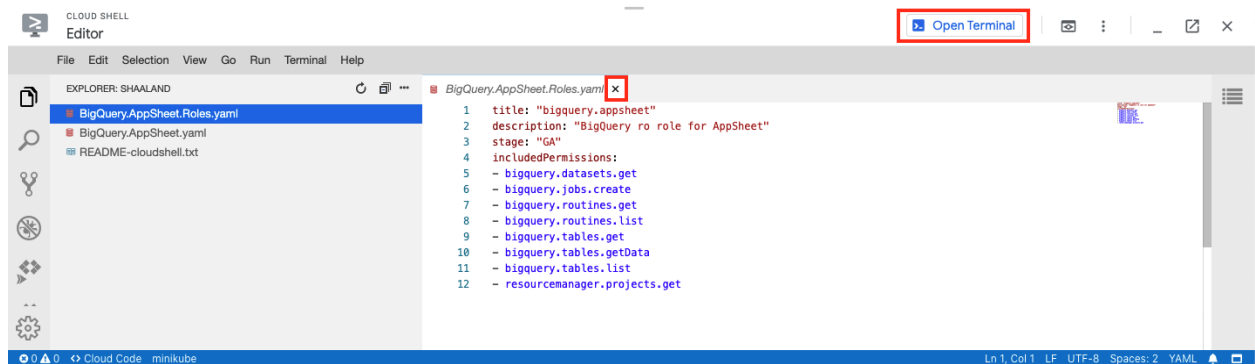 CLOUD SHELL
Editor
Open Terminal
File Edit Selection View Go Run Terminal Help
EXPLORER: SHAALAND
BigQuery.AppSheet.Roles.yaml
BigQuery.AppSheet.yaml
README-cloudshell.txt
BigQuery.AppSheet.Roles.yaml
1 title: "bigquery.appsheet"
2 description: "BigQuery ro role for AppSheet"
3 stage: "GA"
4 includedPermissions:
5 - bigquery.datasets.get
6 - bigquery.jobs.create
7 - bigquery.routines.get
8 - bigquery.routines.list
9 - bigquery.tables.get
10 - bigquery.tables.getData
11 - bigquery.tables.list
12 - resourcemanager.projects.get
0 0 <> Cloud Code minikube
Ln 1, Col 1 LF UTF-8 Spaces: 2 YAML